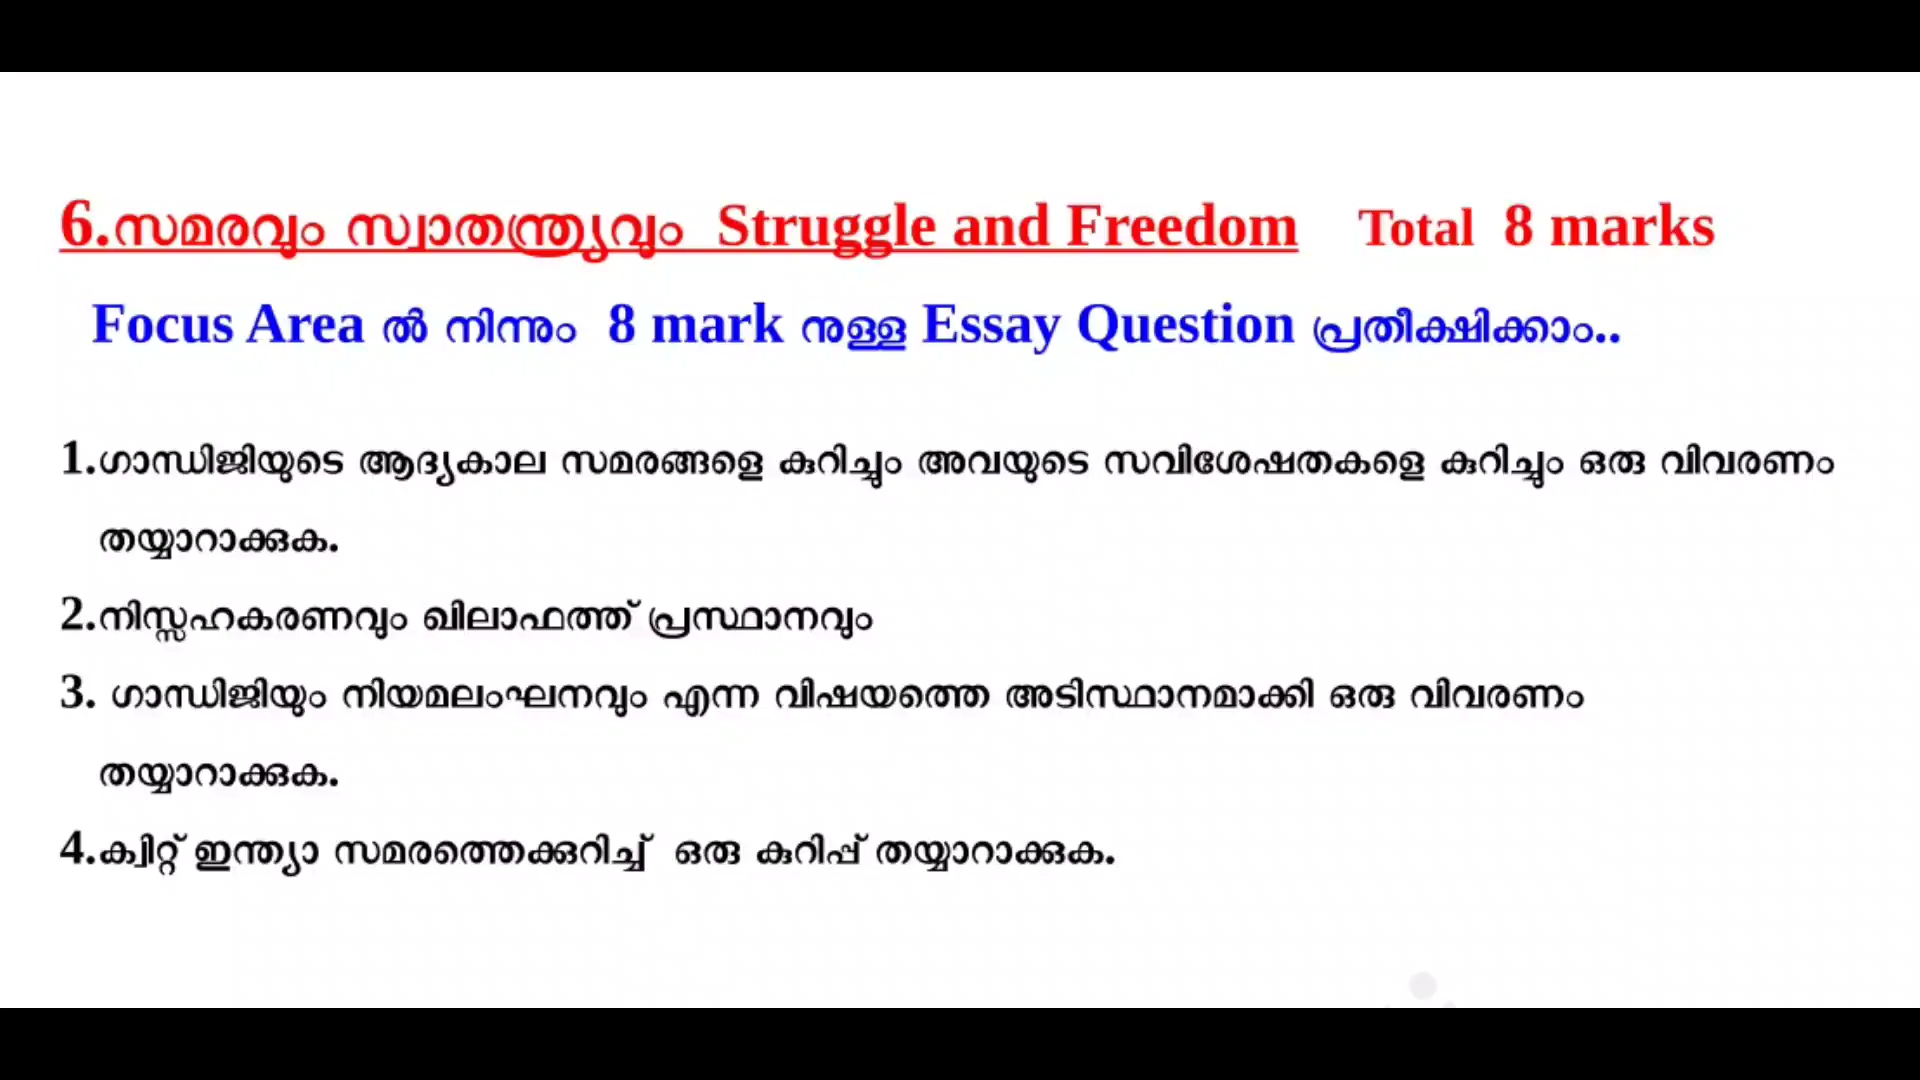 6.സമരവും സ്വാതന്ത്ര്യവും Struggle and Freedom Total 8 marks
Focus Area ൽ നിന്നും 8 mark നുള്ള Essay Question പ്രതീക്ഷിക്കാം..
1.ഗാന്ധിജിയുടെ ആദ്യകാല സമരങ്ങളെ കുറിച്ചും അവയുടെ സവിശേഷതകളെ കുറിച്ചും ഒരു വിവരണം
തയ്യാറാക്കുക.
2.നിസ്സഹകരണവും ഖിലാഫത്ത് പ്രസ്ഥാനവും
3. ഗാന്ധിജിയും നിയമലംഘനവും എന്ന വിഷയത്തെ അടിസ്ഥാനമാക്കി ഒരു വിവരണം
തയ്യാറാക്കുക.
4.ക്വിറ്റ് ഇന്ത്യാ സമരത്തെക്കുറിച്ച് ഒരു കുറിപ്പ് തയ്യാറാക്കുക.